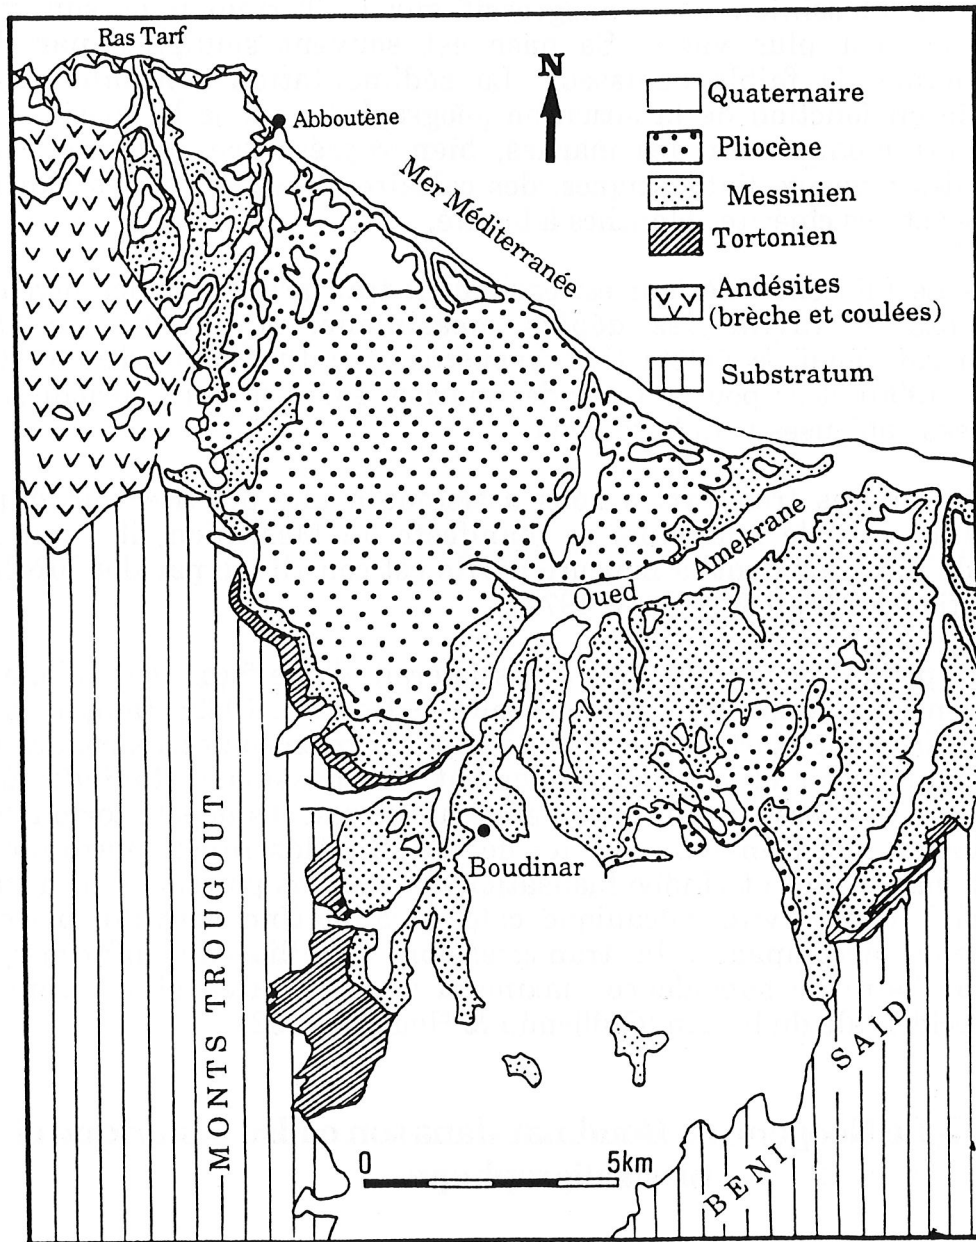 Ras Tarf
N
Abboutène
Mer Méditerranée
Quaternaire
Pliocène
Messinien
Tortonien
Andésites
(brèche et coulées)
Substratum
Oued Amekrane
Boudinar
MONTS TROUGOUT
BENI SAID
0 5km